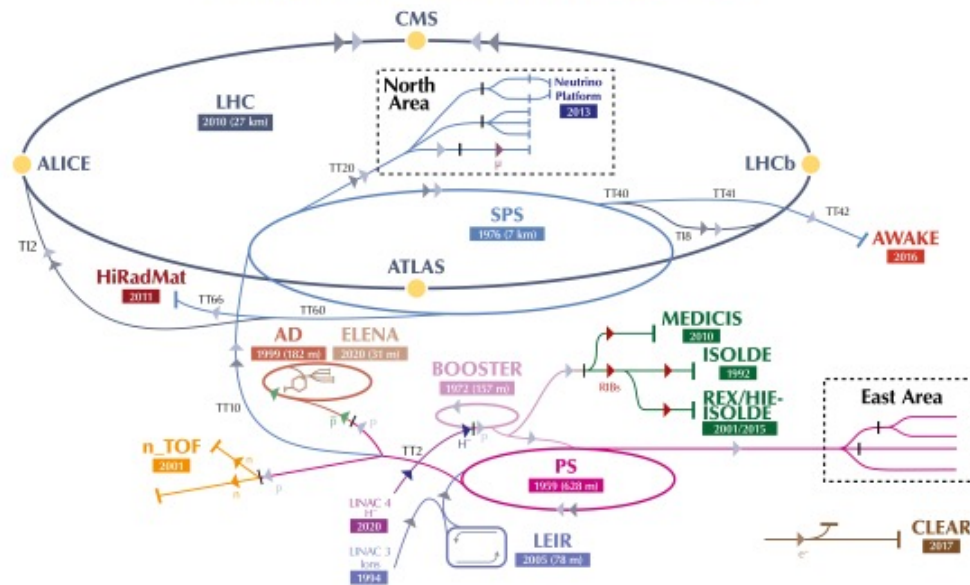 CMS
North
Area
Neutrino
Platform
2013
LHC
2010 (27 km)
ALICE
LHCb
TT20
TT40
TT41
TT42
TI8
SPS
1976 (7 km)
AWAKE
2016
TI2
ATLAS
HiRadMat
2011
TT66
TT60
AD
1999 (182 m)
ELENA
2020 (31 m)
MEDICIS
2010
BOOSTER
1972 (157 m)
ISOLDE
1992
RIBs
REX/HIE-
ISOLDE
2001/2015
East Area
TT10
p
p
H-
p
TT2
n_TOF
2001
n
n
p
PS
1959 (628 m)
LINAC 4
H-
2020
LINAC 3
Ions
1994
LEIR
2005 (78 m)
CLEAR
2017
e-